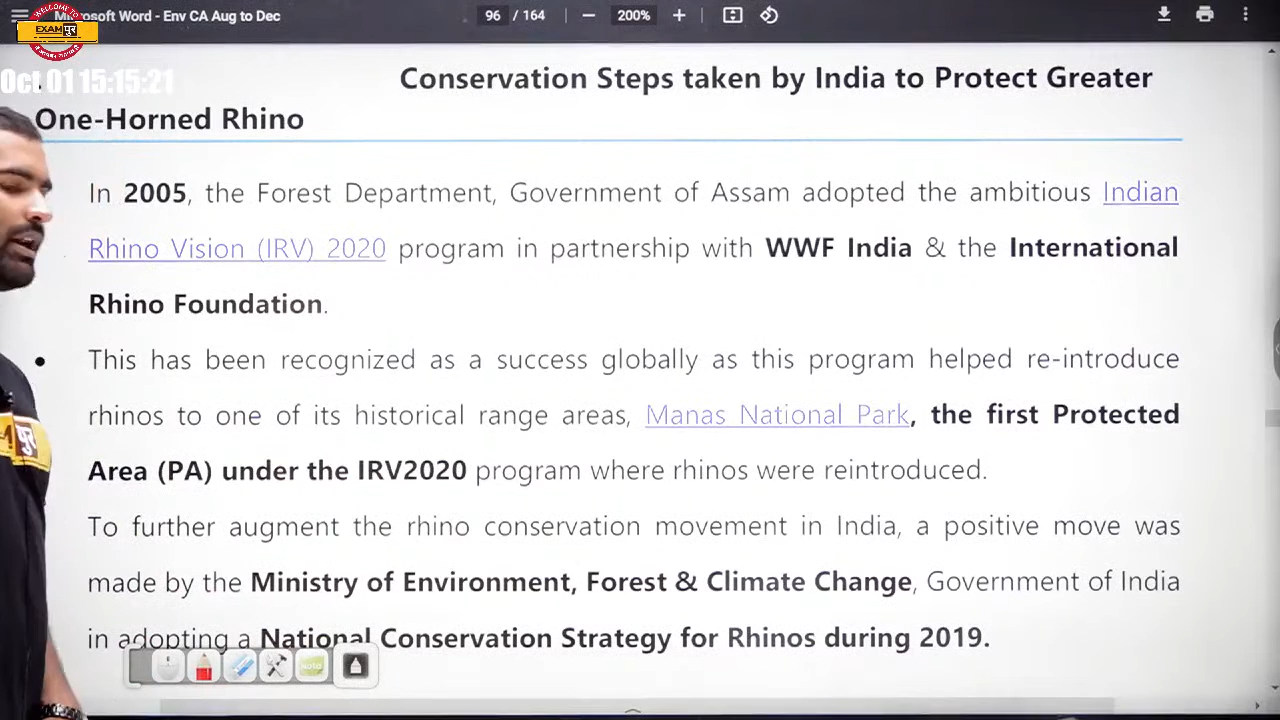 Microsoft Word - Env CA Aug to Dec
96 / 164
200%
WELCOME TO
EXAM पुर
Oct 01 15:15:21
Conservation Steps taken by India to Protect Greater
One-Horned Rhino
In 2005, the Forest Department, Government of Assam adopted the ambitious Indian
Rhino Vision (IRV) 2020 program in partnership with WWF India & the International
Rhino Foundation.
This has been recognized as a success globally as this program helped re-introduce
rhinos to one of its historical range areas, Manas National Park, the first Protected
Area (PA) under the IRV2020 program where rhinos were reintroduced.
To further augment the rhino conservation movement in India, a positive move was
made by the Ministry of Environment, Forest & Climate Change, Government of India
in adopting a National Conservation Strategy for Rhinos during 2019.
पुर
Note